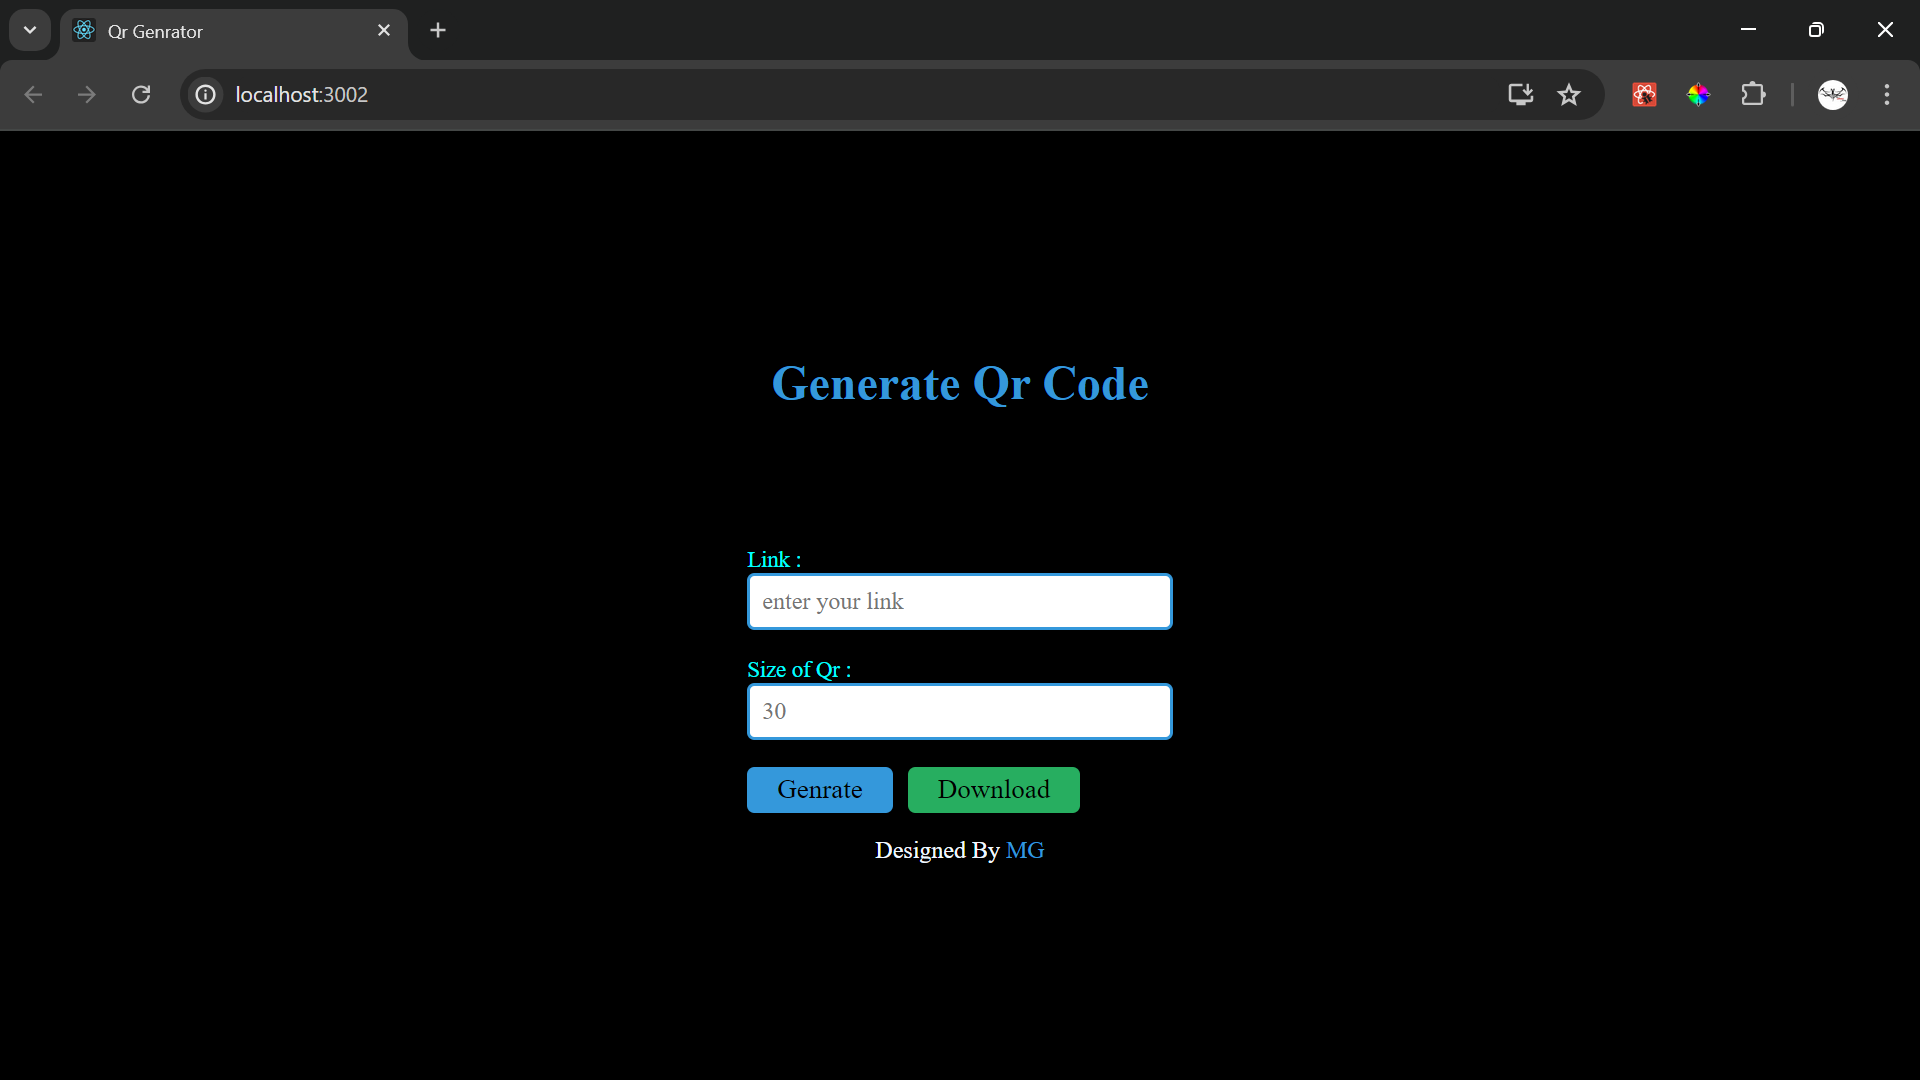 Qr Genrator
localhost:3002
Generate Qr Code
Link :
enter your link
Size of Qr :
30
Genrate Download
Designed By MG